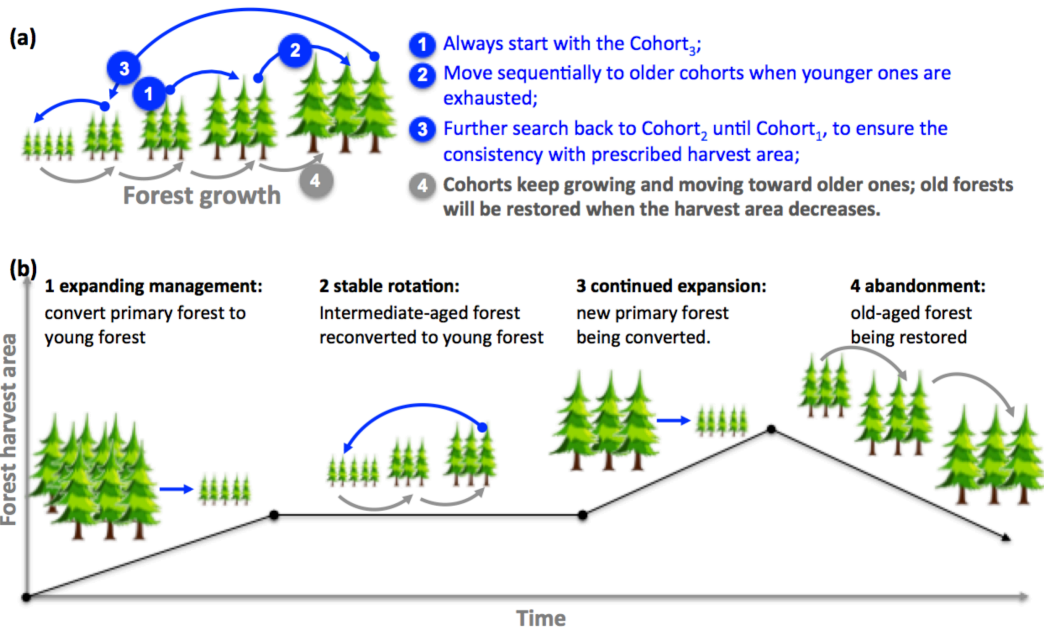 (a)
1 Always start with the Cohort₃;
2 Move sequentially to older cohorts when younger ones are
exhausted;
3 Further search back to Cohort₂ until Cohort₁, to ensure the
consistency with prescribed harvest area;
4 Cohorts keep growing and moving toward older ones; old forests
will be restored when the harvest area decreases.
3
1
2
4
Forest growth
(b)
1 expanding management:
convert primary forest to
young forest
2 stable rotation:
Intermediate-aged forest
reconverted to young forest
3 continued expansion:
new primary forest
being converted.
4 abandonment:
old-aged forest
being restored
Forest harvest area
Time